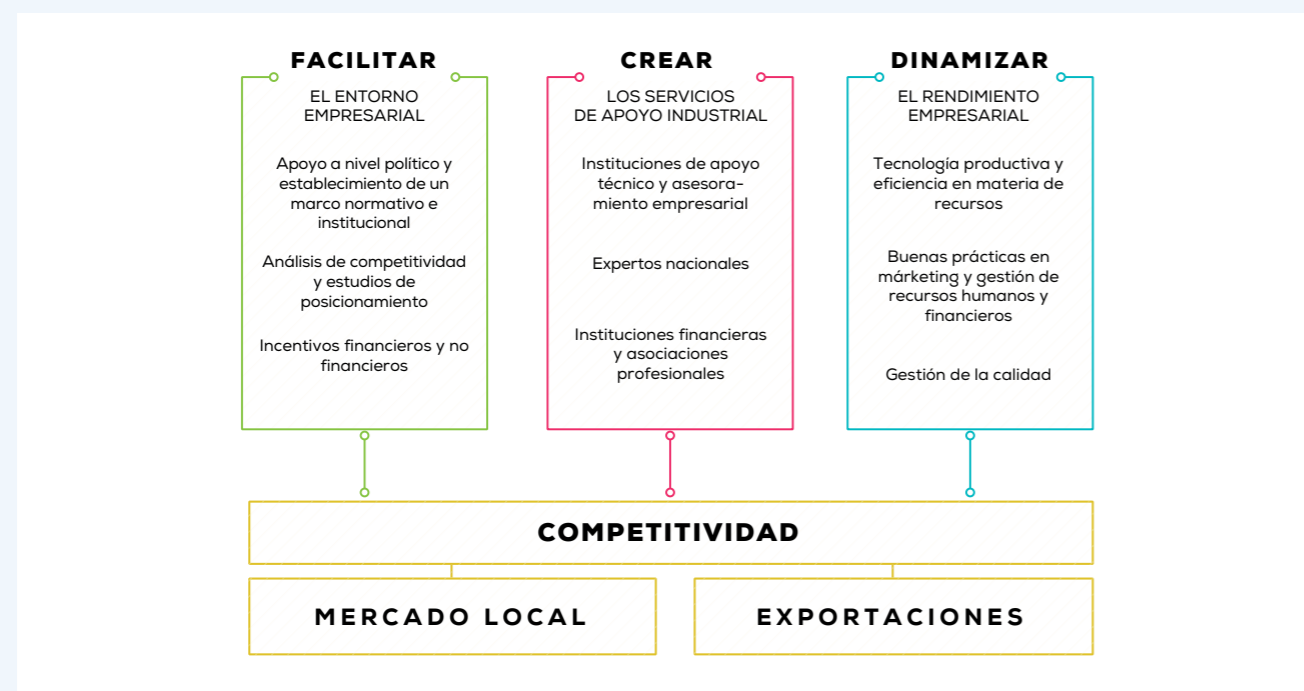 FACILITAR
EL ENTORNO
EMPRESARIAL
Apoyo a nivel político y
establecimiento de un
marco normativo e
institucional
Análisis de competitividad
y estudios de
posicionamiento
Incentivos financieros y no
financieros
CREAR
LOS SERVICIOS
DE APOYO INDUSTRIAL
Instituciones de apoyo
técnico y asesora-
miento empresarial
Expertos nacionales
Instituciones financieras
y asociaciones
profesionales
DINAMIZAR
EL RENDIMIENTO
EMPRESARIAL
Tecnología productiva y
eficiencia en materia de
recursos
Buenas prácticas en
márketing y gestión de
recursos humanos y
financieros
Gestión de la calidad
COMPETITIVIDAD
MERCADO LOCAL
EXPORTACIONES